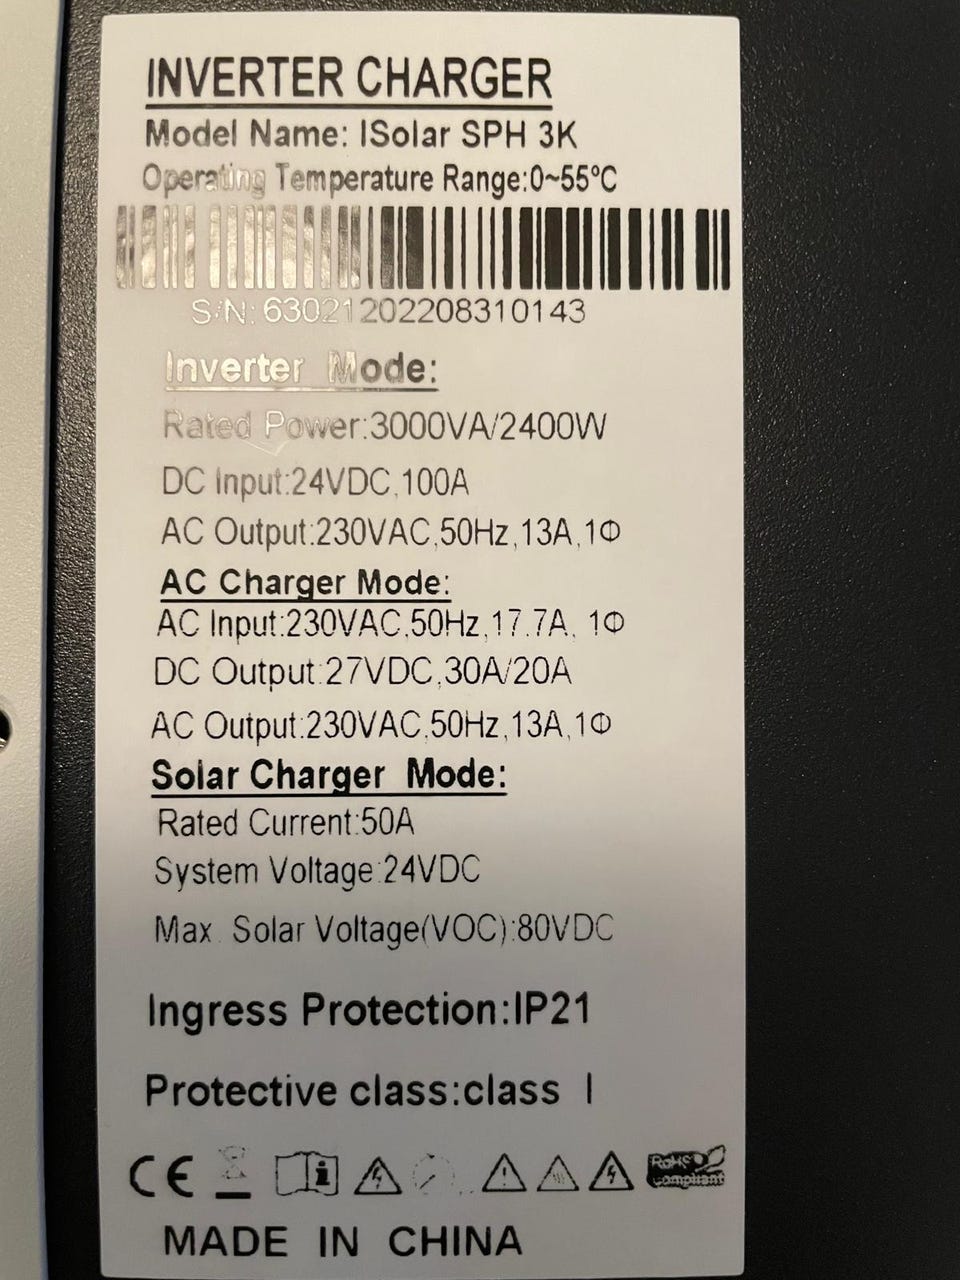 INVERTER CHARGER
Model Name: ISolar SPH 3K
Operating Temperature Range:0~55ºC
S/N: 63021202208310143
Inverter Mode:
Rated Power:3000VA/2400W
DC Input:24VDC,100A
AC Output:230VAC,50Hz,13A,1Φ
AC Charger Mode:
AC Input:230VAC,50Hz,17.7A, 1Φ
DC Output:27VDC,30A/20A
AC Output:230VAC,50Hz,13A,1Φ
Solar Charger Mode:
Rated Current:50A
System Voltage:24VDC
Max. Solar Voltage(VOC):80VDC
Ingress Protection:IP21
Protective class:class I
CE RoHS
Compliant
MADE IN CHINA